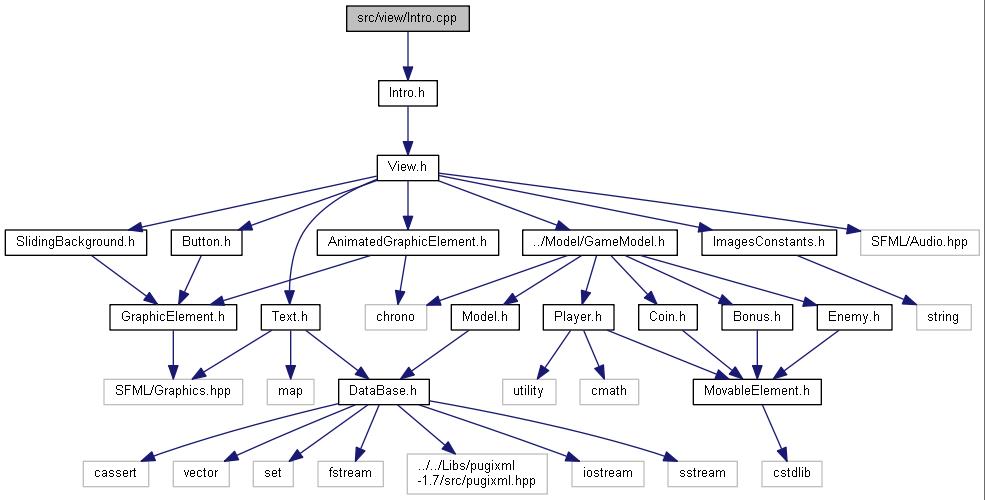 src/view/Intro.cpp
Intro.h
View.h
SlidingBackground.h
Button.h
AnimatedGraphicElement.h
../Model/GameModel.h
ImagesConstants.h
SFML/Audio.hpp
GraphicElement.h
Text.h
chrono
Model.h
Player.h
Coin.h
Bonus.h
Enemy.h
string
SFML/Graphics.hpp
map
DataBase.h
utility
cmath
MovableElement.h
cassert
vector
set
fstream
../../Libs/pugixml
-1.7/src/pugixml.hpp
iostream
sstream
cstdlib